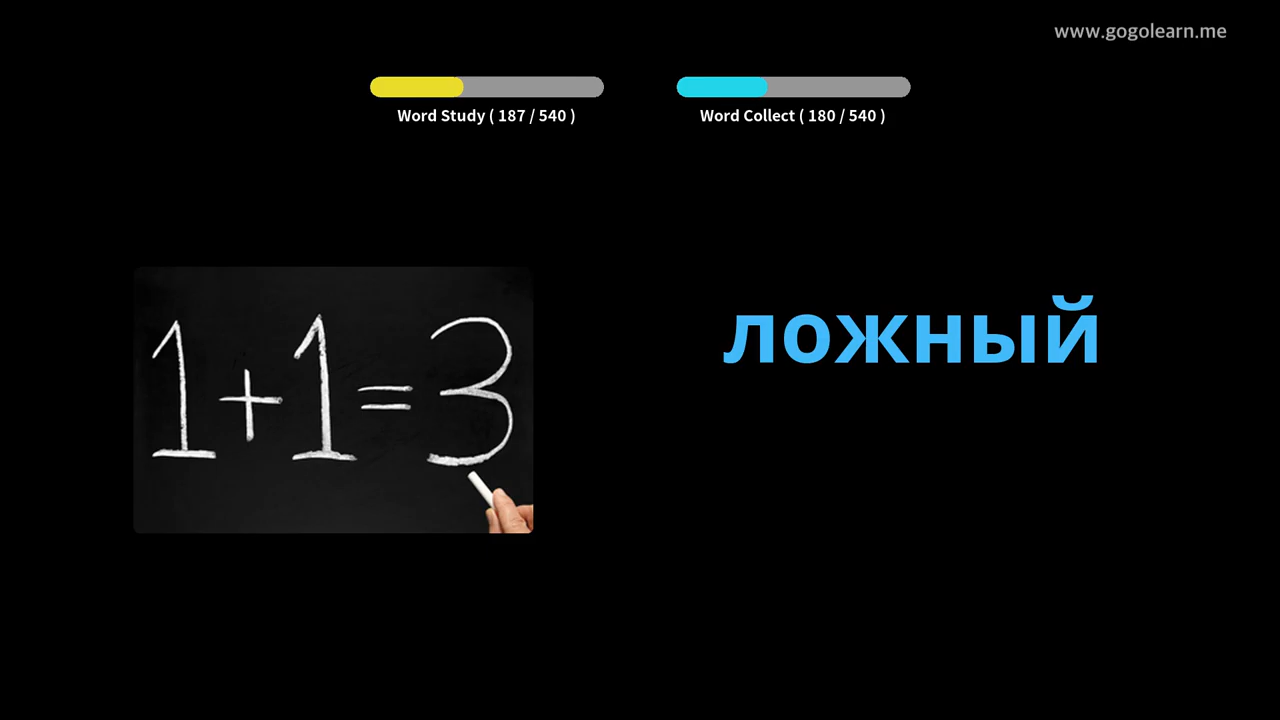 www.gogolearn.me
Word Study ( 187 / 540 )
Word Collect ( 180 / 540 )
1+1=3
ложный